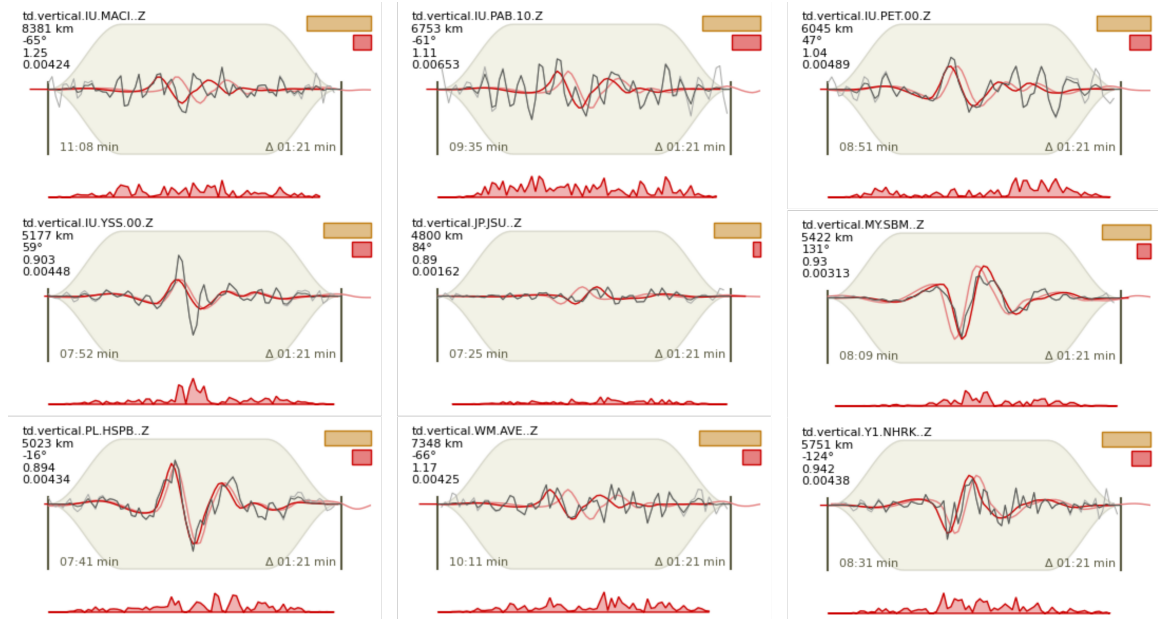 td.vertical.IU.MACI..Z
8381 km
-65°
1.25
0.00424
11:08 min
Δ 01:21 min
td.vertical.IU.PAB.10.Z
6753 km
-61°
1.11
0.00653
09:35 min
Δ 01:21 min
td.vertical.IU.PET.00.Z
6045 km
47°
1.04
0.00489
08:51 min
Δ 01:21 min
td.vertical.IU.YSS.00.Z
5177 km
59°
0.903
0.00448
07:52 min
Δ 01:21 min
td.vertical.JP.JSU..Z
4800 km
84°
0.89
0.00162
07:25 min
Δ 01:21 min
td.vertical.MY.SBM..Z
5422 km
131°
0.93
0.00313
08:09 min
Δ 01:21 min
td.vertical.PL.HSPB..Z
5023 km
-16°
0.894
0.00434
07:41 min
Δ 01:21 min
td.vertical.WM.AVE..Z
7348 km
-66°
1.17
0.00425
10:11 min
Δ 01:21 min
td.vertical.Y1.NHRK..Z
5751 km
-124°
0.942
0.00438
08:31 min
Δ 01:21 min